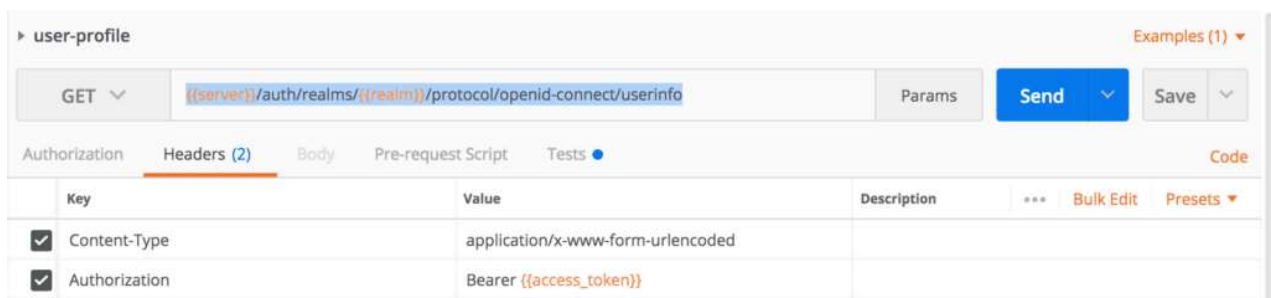 user-profile Examples (1)
GET {{server}}/auth/realms/{{realm}}/protocol/openid-connect/userinfo Params Send Save
Authorization Headers (2) Body Pre-request Script Tests Code
Key Value Description ••• Bulk Edit Presets
Content-Type application/x-www-form-urlencoded
Authorization Bearer {{access_token}}